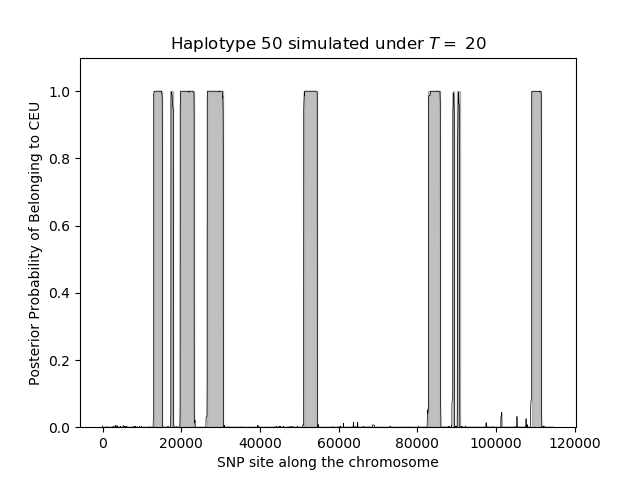 Haplotype 50 simulated under T = 20
Posterior Probability of Belonging to CEU
1.0
0.8
0.6
0.4
0.2
0.0
0 20000 40000 60000 80000 100000 120000
SNP site along the chromosome